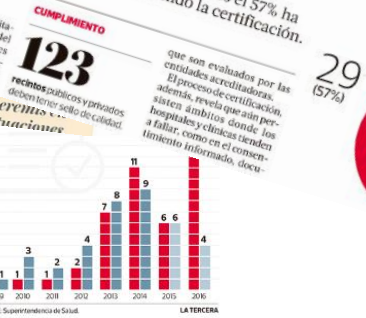 el 57% ha
do la certificación.
CUMPLIMIENTO
123
recintos públicos y privados
deben tener sello de calidad.
que son evaluados por las
entidades acreditadoras.
El proceso de certificación,
además, revela que aún per-
sisten ámbitos donde los
hospitales y clínicas tienden
a fallar, como en el consen-
timiento informado, docu-
29
(57%)
11
9
7 8
6 6
4
3
2
4
1
1
1
2
2010 2011 2012 2013 2014 2015 2016
Superintendencia de Salud.
LA TERCERA